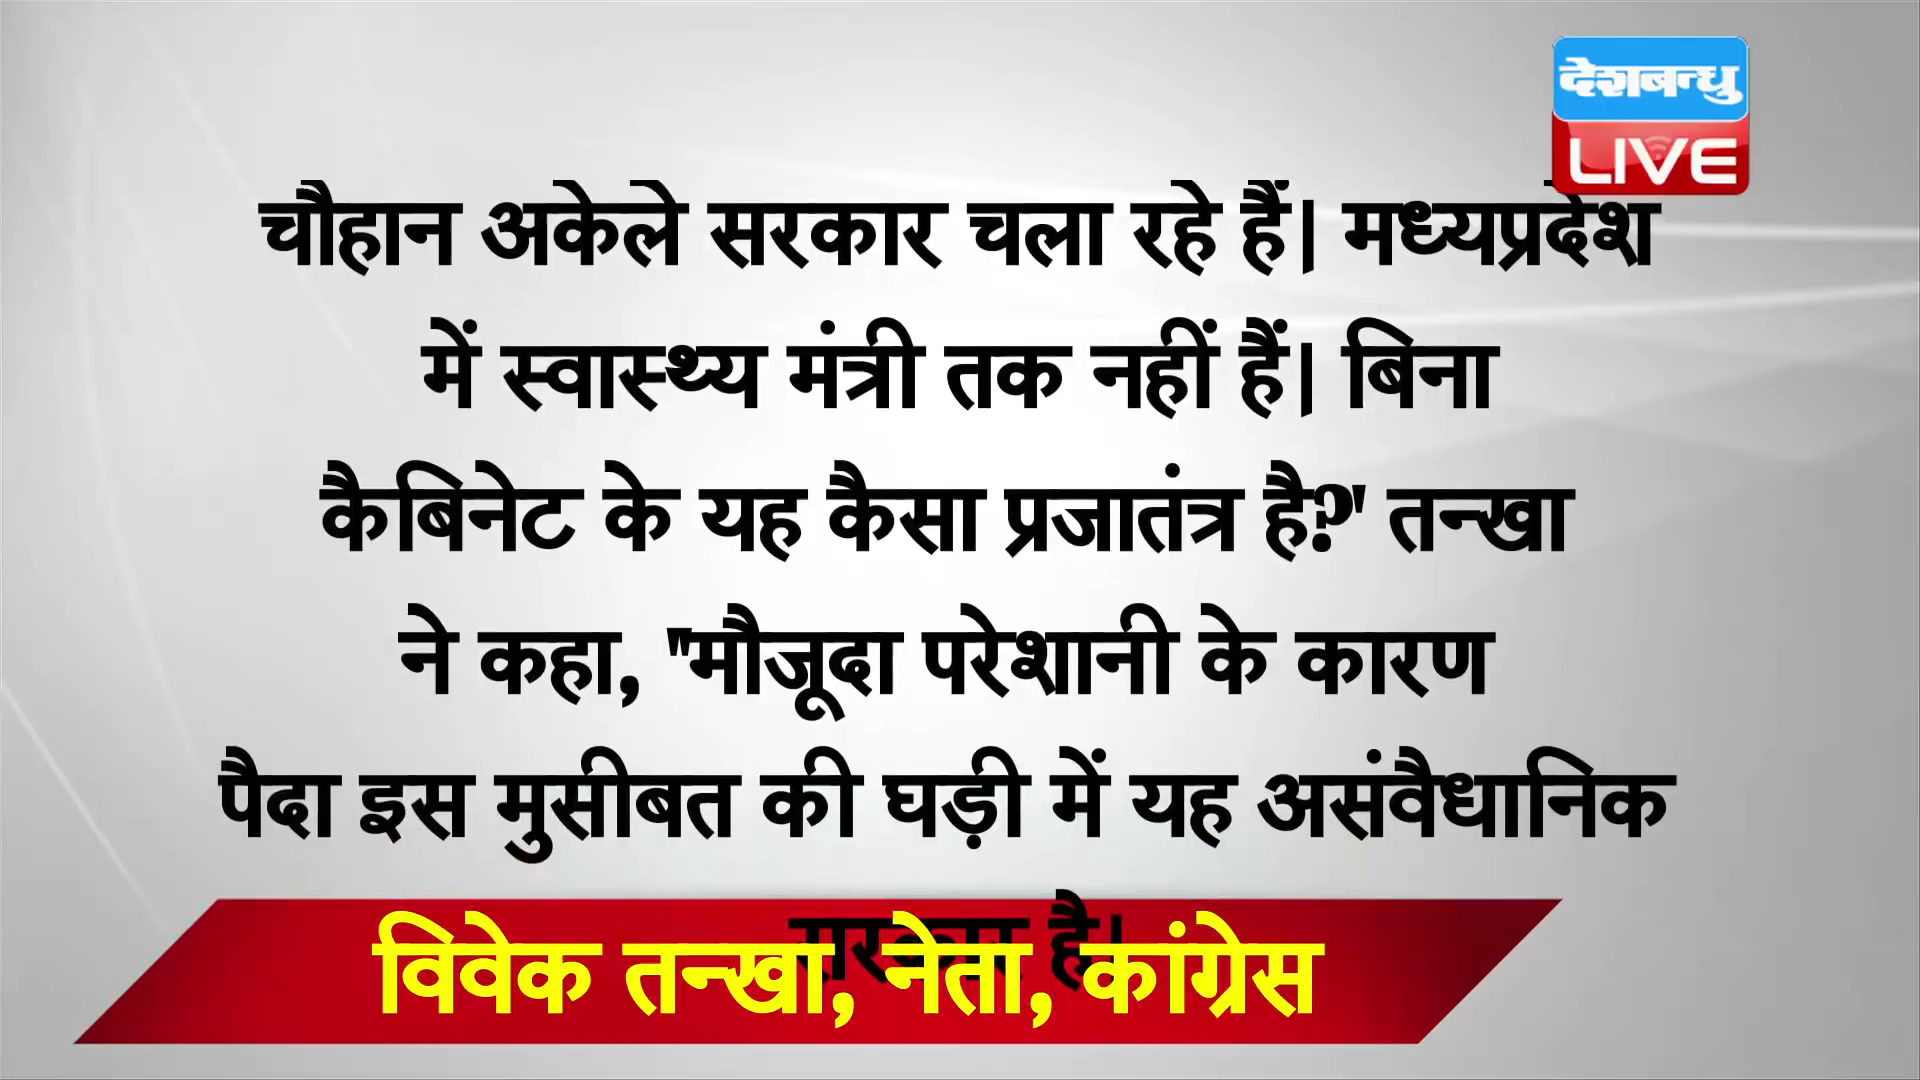 देशबन्धु
LIVE
चौहान अकेले सरकार चला रहे हैं। मध्यप्रदेश
में स्वास्थ्य मंत्री तक नहीं हैं। बिना
कैबिनेट के यह कैसा प्रजातंत्र है?' तन्खा
ने कहा, "मौजूदा परेशानी के कारण
पैदा इस मुसीबत की घड़ी में यह असंवैधानिक
सरकार है।
विवेक तन्खा, नेता, कांग्रेस